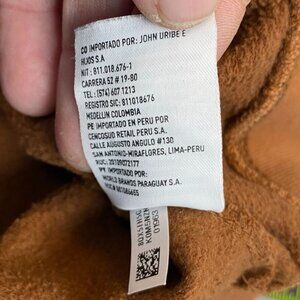 CO IMPORTADO POR: JOHN URIBE E
HIJOS S.A
NIT: 811.018.676-1
CARRERA 52 # 19-80
TEL: (574) 607 1213
REGISTRO SIC: 811018676
MEDELLIN COLOMBIA
PE IMPORTADO EN PERU POR
CENCOSUD RETAIL PERU S.A.
CALLE AUGUSTO ANGULO #130
SAN ANTONIO-MIRAFLORES, LIMA-PERU
RUC: 20109072177
PY IMPORTADO POR:
WORLD BRANDS PARAGUAY S.A.